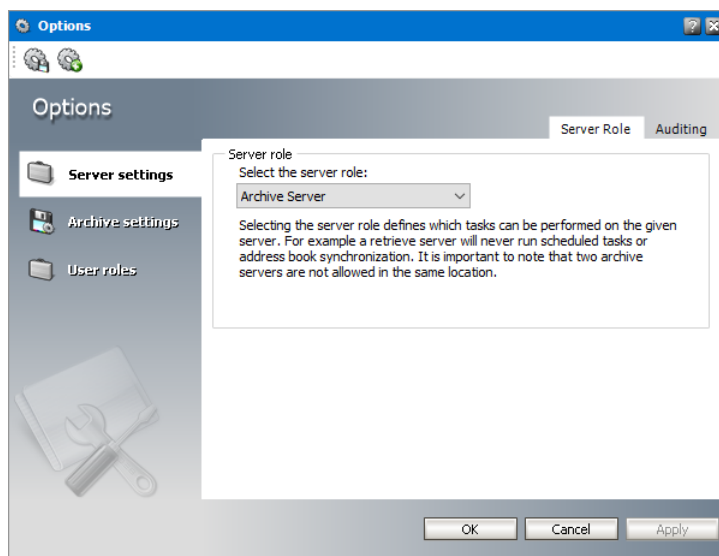 Options
Options
Server Role
Auditing
Server settings
Archive settings
User roles
Server role
Select the server role:
Archive Server
Selecting the server role defines which tasks can be performed on the given
server. For example a retrieve server will never run scheduled tasks or
address book synchronization. It is important to note that two archive
servers are not allowed in the same location.
OK
Cancel
Apply